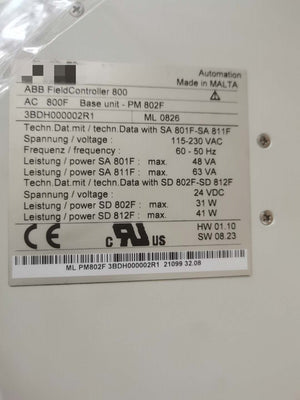 Automation
Made in MALTA
ABB FieldController 800
AC 800F Base unit - PM 802F
3BDH000002R1 ML 0826
Techn.Dat.mit / techn.Data with SA 801F-SA 811F
Spannung / voltage : 115-230 VAC
Frequenz / frequency : 60 - 50 Hz
Leistung / power SA 801F: max. 48 VA
Leistung / power SA 811F: max. 63 VA
Techn.Dat.mit / techn.Data with SD 802F-SD 812F
Spannung / voltage : 24 VDC
Leistung / power SD 802F: max. 31 W
Leistung / power SD 812F: max. 41 W
CE c RU US
HW 01.10
SW 08.23
ML PM802F 3BDH000002R1 21099 32.08